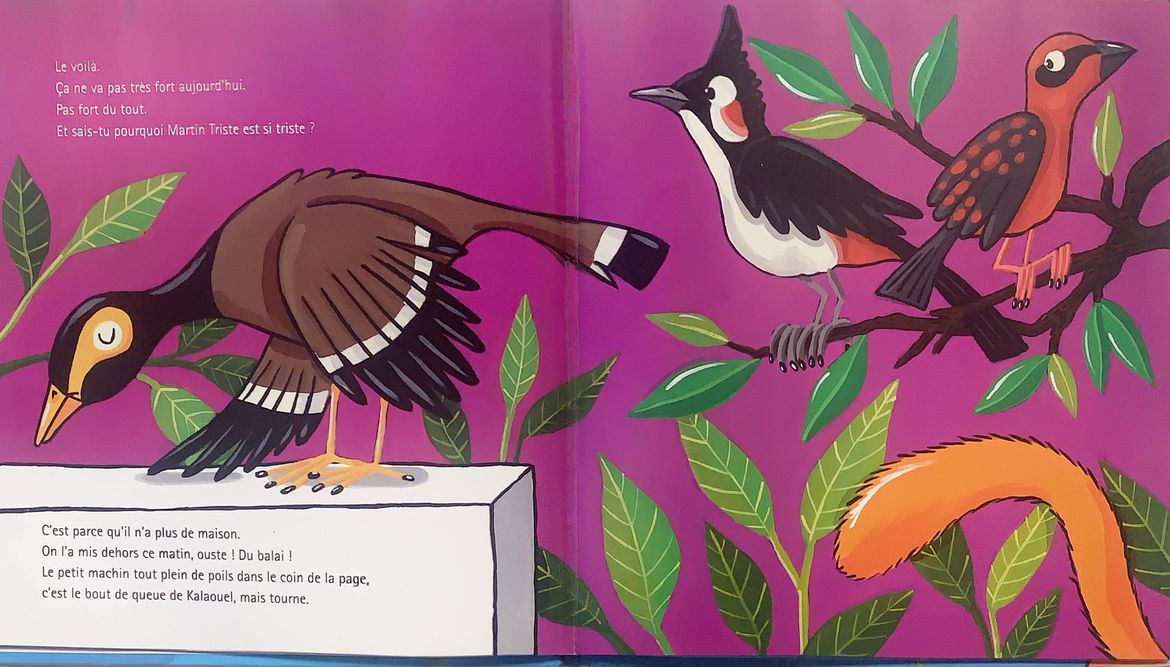 Le voilà.
Ça ne va pas très fort aujourd'hui.
Pas fort du tout.
Et sais-tu pourquoi Martin Triste est si triste ?
C'est parce qu'il n'a plus de maison.
On l'a mis dehors ce matin, ouste ! Du balai !
Le petit machin tout plein de poils dans le coin de la page,
c'est le bout de queue de Kalaouel, mais tourne.